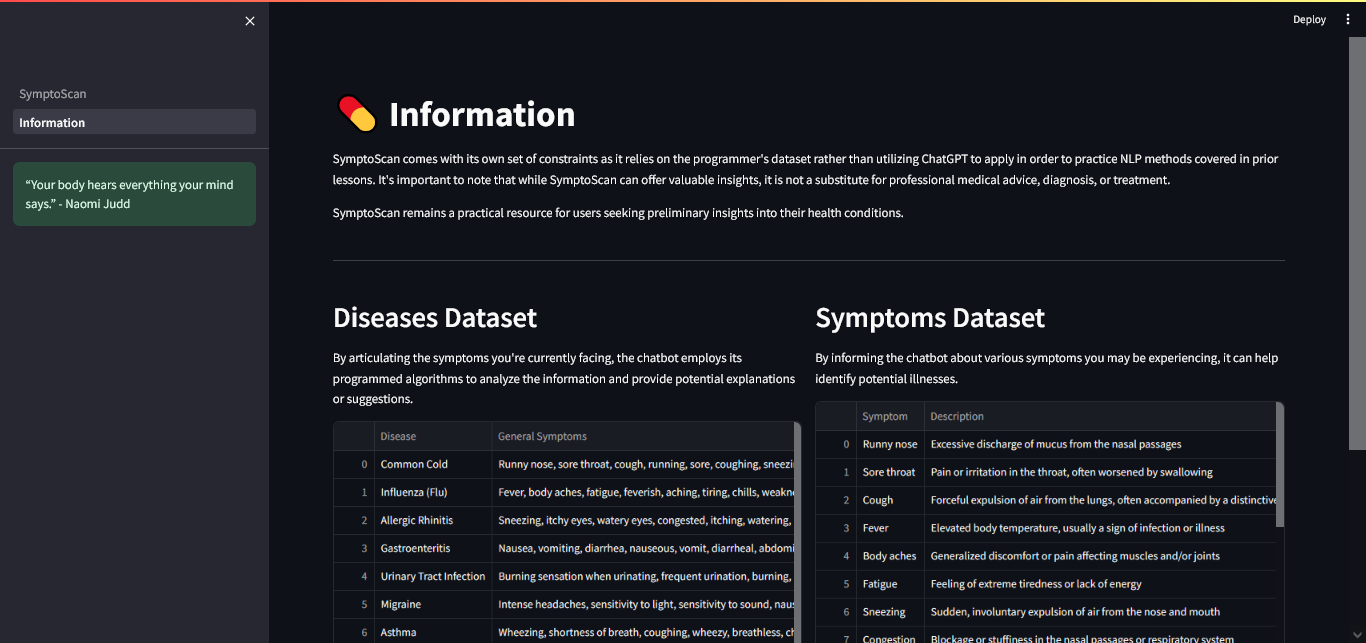 Deploy
SymptoScan
Information
“Your body hears everything your mind
says.” - Naomi Judd
Information
SymptoScan comes with its own set of constraints as it relies on the programmer's dataset rather than utilizing ChatGPT to apply in order to practice NLP methods covered in prior
lessons. It's important to note that while SymptoScan can offer valuable insights, it is not a substitute for professional medical advice, diagnosis, or treatment.
SymptoScan remains a practical resource for users seeking preliminary insights into their health conditions.
Diseases Dataset
By articulating the symptoms you're currently facing, the chatbot employs its
programmed algorithms to analyze the information and provide potential explanations
or suggestions.
Disease General Symptoms
0 Common Cold Runny nose, sore throat, cough, running, sore, coughing, sneezi
1 Influenza (Flu) Fever, body aches, fatigue, feverish, aching, tiring, chills, weakn
2 Allergic Rhinitis Sneezing, itchy eyes, watery eyes, congested, itching, watering,
3 Gastroenteritis Nausea, vomiting, diarrhea, nauseous, vomit, diarrheal, abdomi
4 Urinary Tract Infection Burning sensation when urinating, frequent urination, burning,
5 Migraine Intense headaches, sensitivity to light, sensitivity to sound, naus
6 Asthma Wheezing, shortness of breath, coughing, wheezy, breathless, ch
Symptoms Dataset
By informing the chatbot about various symptoms you may be experiencing, it can help
identify potential illnesses.
Symptom Description
0 Runny nose Excessive discharge of mucus from the nasal passages
1 Sore throat Pain or irritation in the throat, often worsened by swallowing
2 Cough Forceful expulsion of air from the lungs, often accompanied by a distinctive
3 Fever Elevated body temperature, usually a sign of infection or illness
4 Body aches Generalized discomfort or pain affecting muscles and/or joints
5 Fatigue Feeling of extreme tiredness or lack of energy
6 Sneezing Sudden, involuntary expulsion of air from the nose and mouth
7 Congestion Blockage or stuffiness in the nasal passages or respiratory system